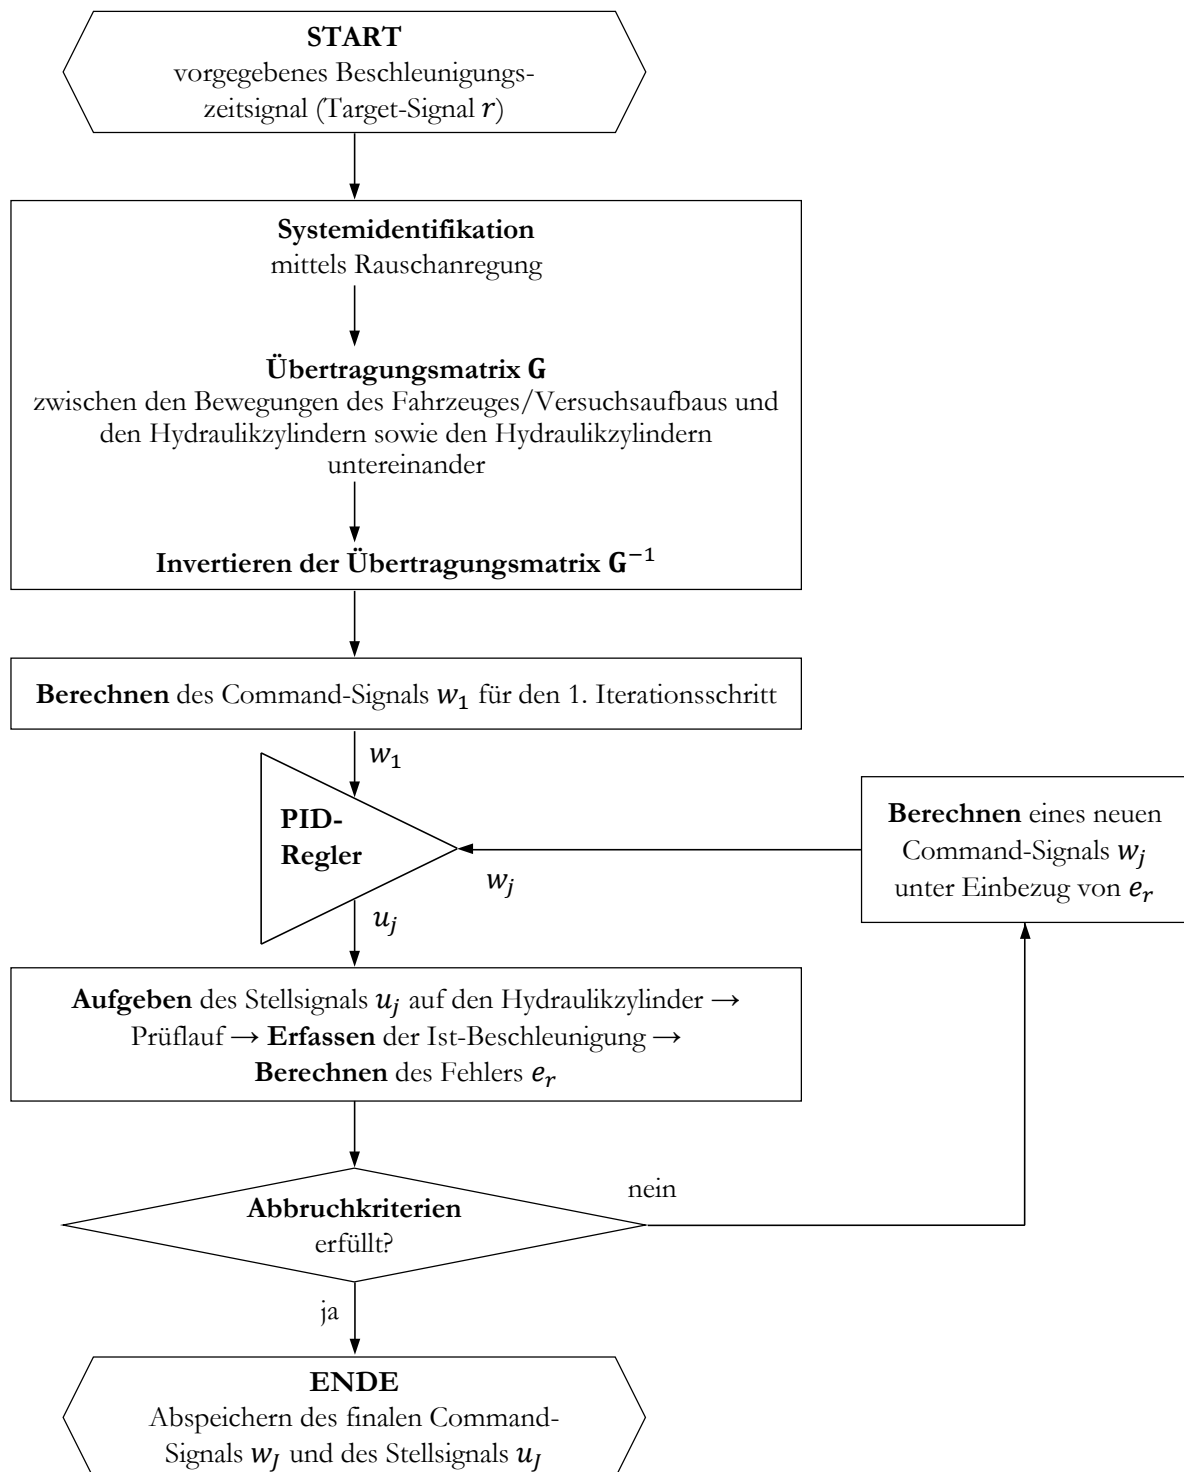 START
vorgegebenes Beschleunigungs-
zeitsignal (Target-Signal r)
Systemidentifikation
mittels Rauschanregung
Übertragungsmatrix G
zwischen den Bewegungen des Fahrzeuges/Versuchsaufbaus und
den Hydraulikzylindern sowie den Hydraulikzylindern
untereinander
Invertieren der Übertragungsmatrix G⁻¹
Berechnen des Command-Signals w₁ für den 1. Iterationsschritt
w₁
PID-
Regler
Berechnen eines neuen
Command-Signals wⱼ
unter Einbezug von eᵣ
wⱼ
uⱼ
Aufgeben des Stellsignals uⱼ auf den Hydraulikzylinder →
Prüflauf → Erfassen der Ist-Beschleunigung →
Berechnen des Fehlers eᵣ
Abbruchkriterien
erfüllt?
nein
ja
ENDE
Abspeichern des finalen Command-
Signals w_J und des Stellsignals u_J